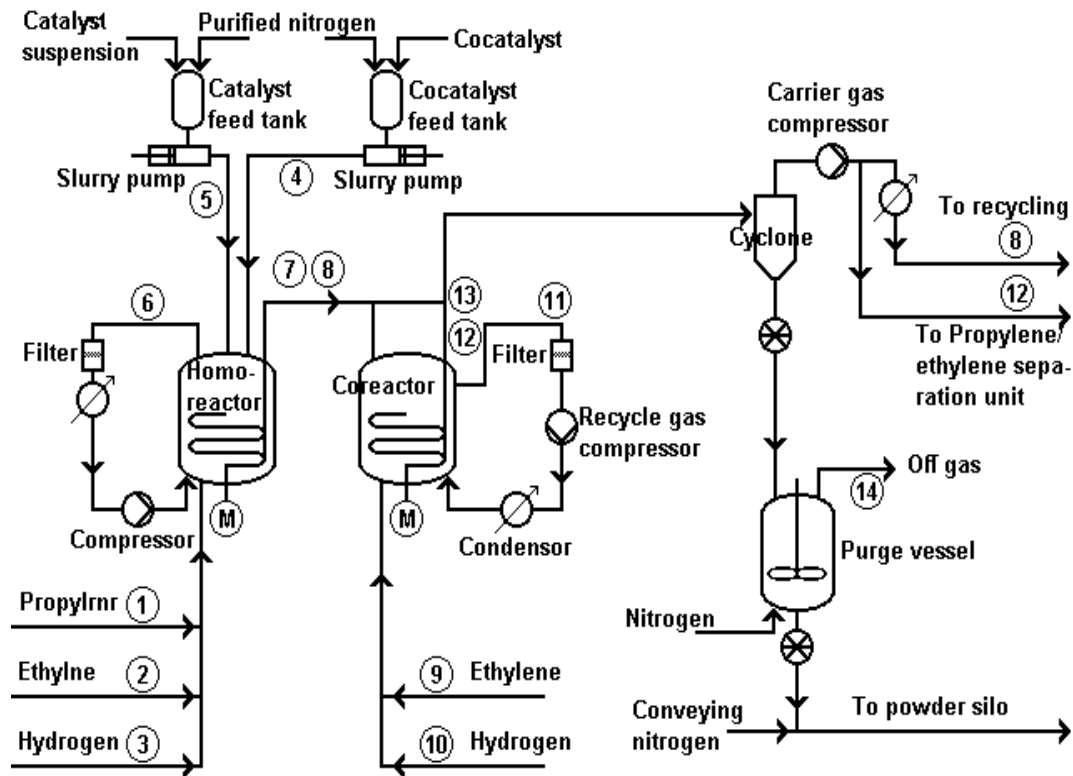 Catalyst
suspension
Purified nitrogen
Cocatalyst
Catalyst
feed tank
Cocatalyst
feed tank
Carrier gas
compressor
Slurry pump
5
4
Slurry pump
To recycling
8
Cyclone
7 8
13
11
12
12
6
To Propylene/
ethylene sepa-
ration unit
Filter
Homo-
reactor
Coreactor
Filter
Recycle gas
compressor
Off gas
14
M
M
Compressor
Condensor
Purge vessel
Propylrnr 1
Nitrogen
Ethylne 2
9 Ethylene
Hydrogen 3
10 Hydrogen
Conveying
nitrogen
To powder silo